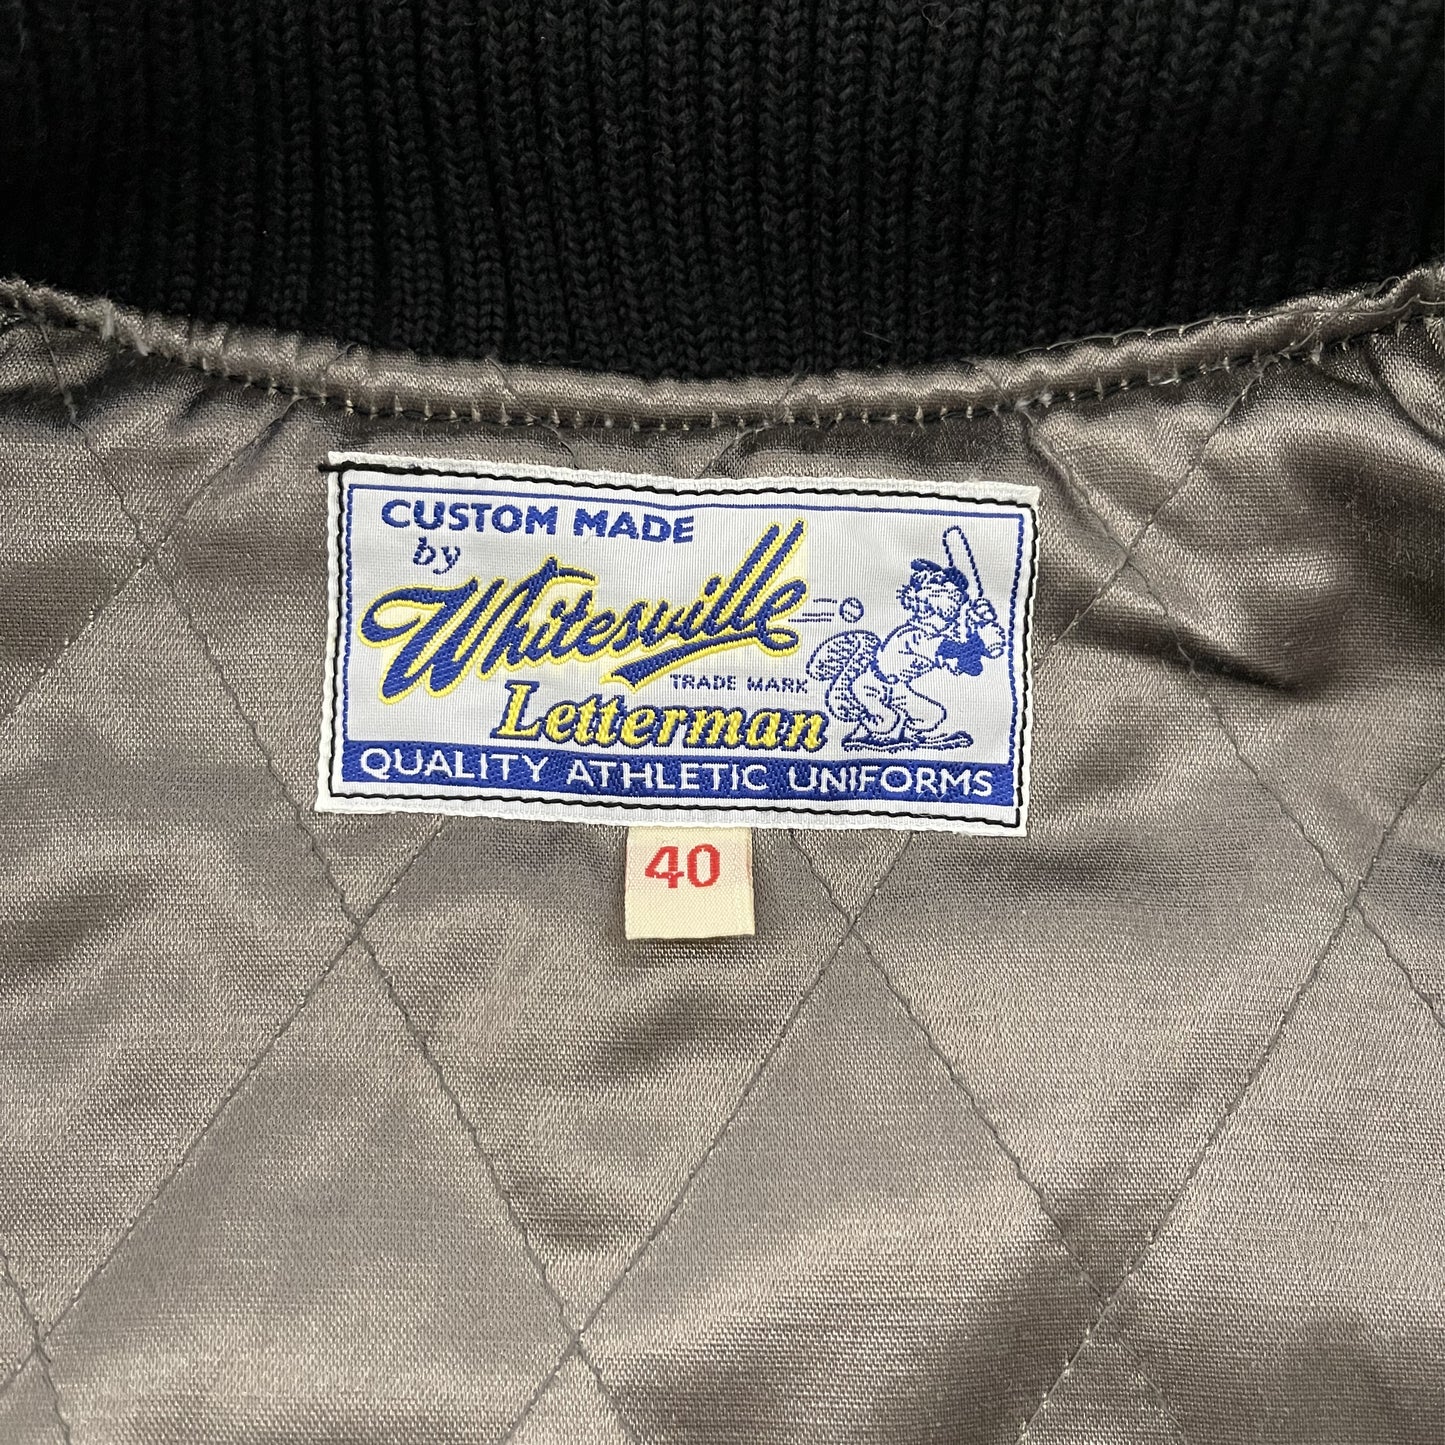 CUSTOM MADE
by
Whitesville
TRADE MARK
Letterman
QUALITY ATHLETIC UNIFORMS
40